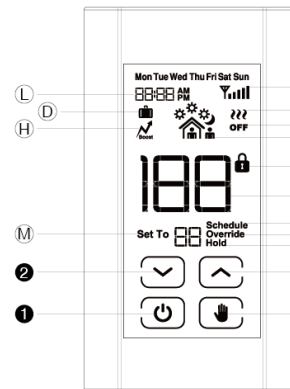 Mon Tue Wed Thu Fri Sat Sun
L 88:88 AM PM
D
H Boost OFF
188
M Set To 88 Schedule Override Hold
2
1